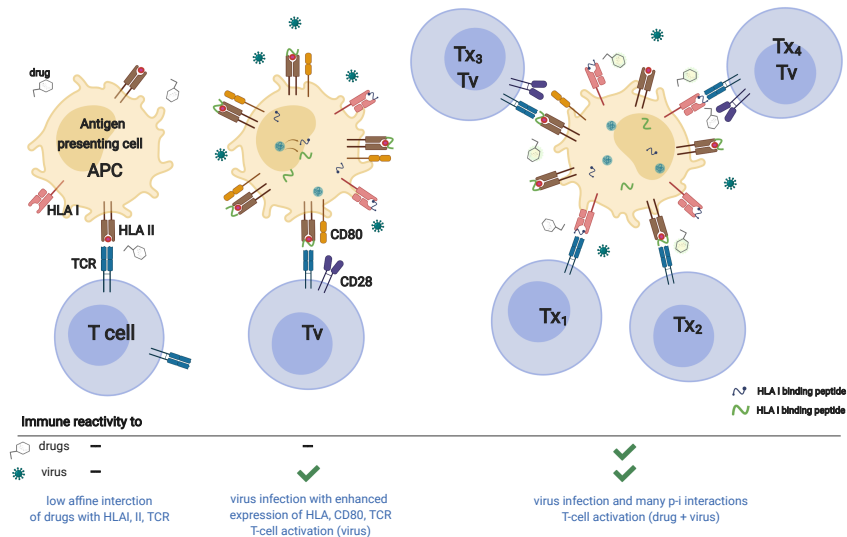 drug
Antigen
presenting cell
APC
HLA I
HLA II
TCR
T cell
CD80
CD28
Tv
Tx3
Tv
Tx4
Tv
Tx1
Tx2
HLA I binding peptide
HLA I binding peptide
Immune reactivity to
drugs
virus
low affine interction
of drugs with HLAI, II, TCR
virus infection with enhanced
expression of HLA, CD80, TCR
T-cell activation (virus)
virus infection and many p-i interactions
T-cell activation (drug + virus)